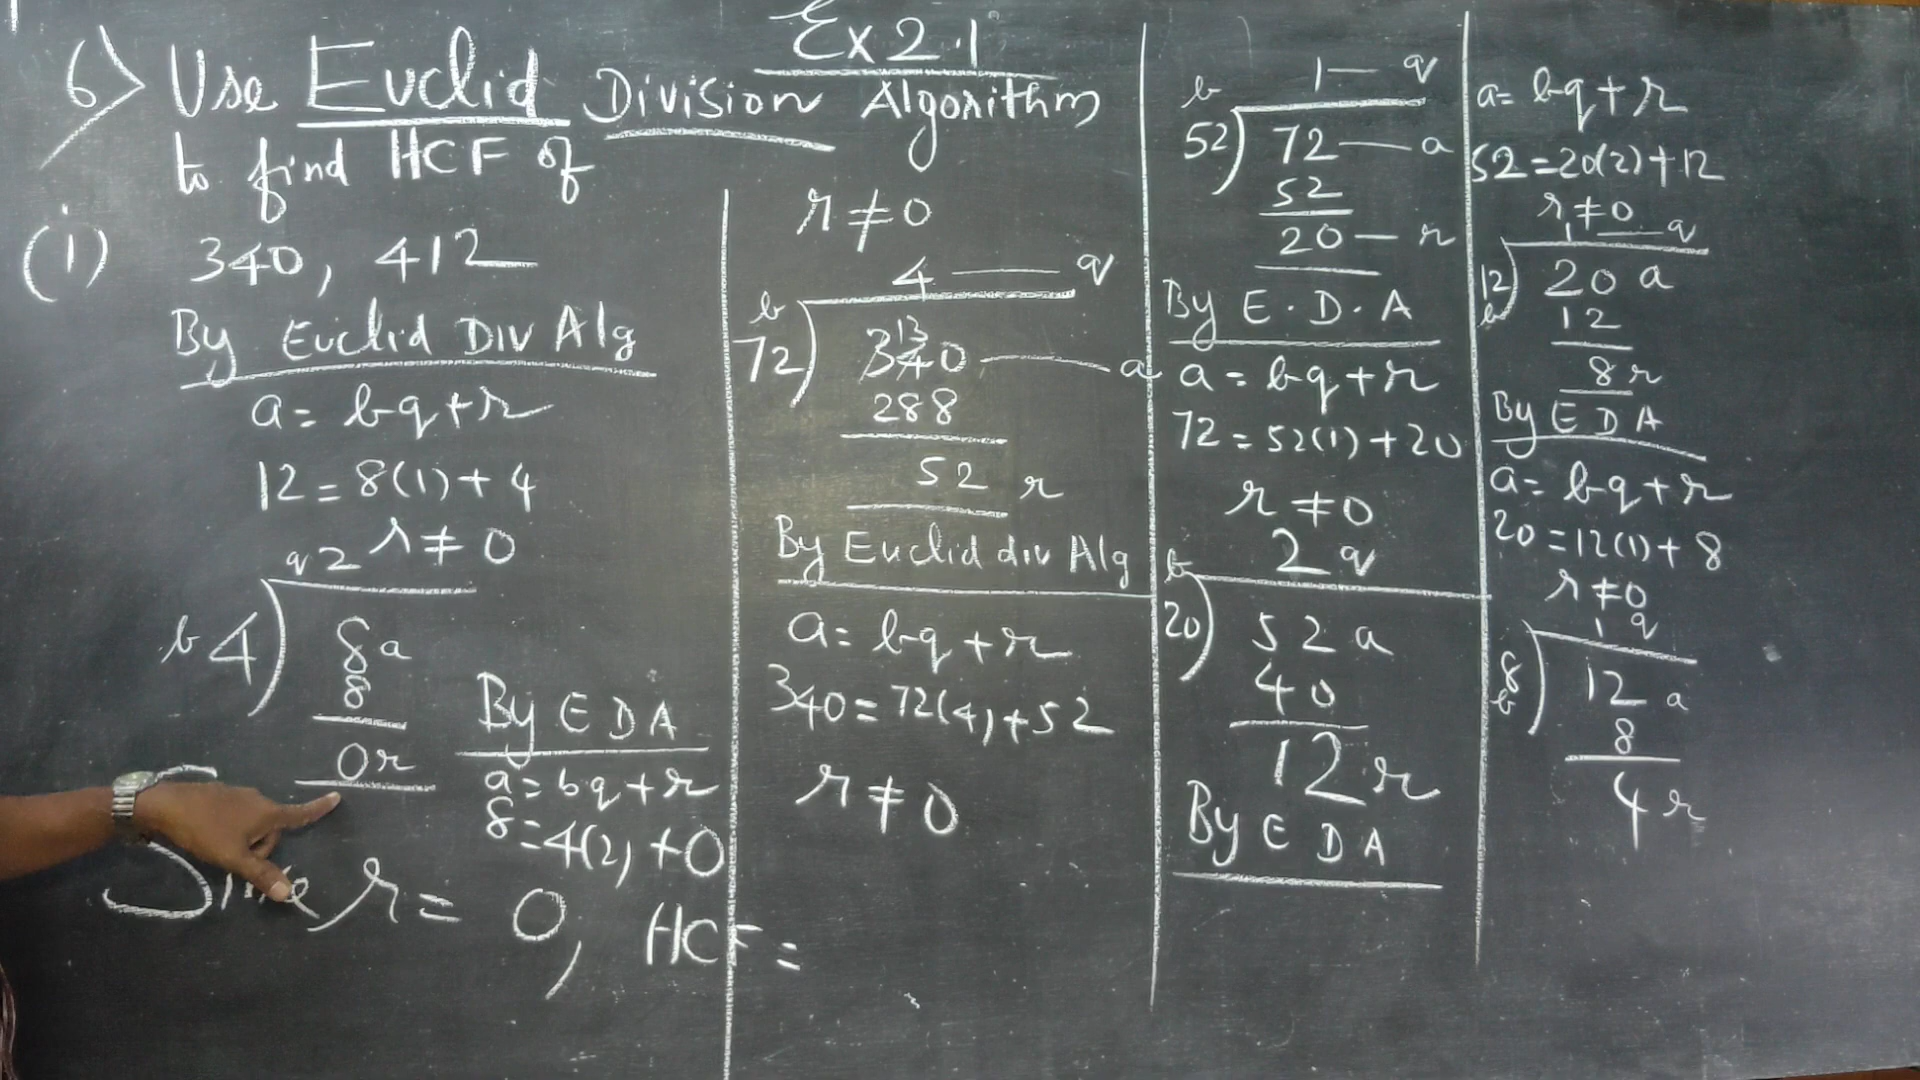 Ex 2.1
6) Use Euclid Division Algorithm
to find HCF of
(i) 340, 412
By Euclid Div Alg
a = bq + r
12 = 8(1) + 4
r ≠ 0
q 2
b 4) 8 a
8
0 r
By E D A
a = bq + r
8 = 4(2) + 0
Since r = 0, HCF =
r ≠ 0
4 — q
b
72) 340 — a
13
288
52 r
By Euclid div Alg
a = bq + r
340 = 72(4) + 52
r ≠ 0
1 — q
b
52) 72 — a
52
20 — r
By E. D. A
a = bq + r
72 = 52(1) + 20
r ≠ 0
2 q
b
20) 52 a
40
12 r
By E D A
a = bq + r
52 = 20(2) + 12
r ≠ 0
1 — q
12) 20 a
b 12
8 r
By E D A
a = bq + r
20 = 12(1) + 8
r ≠ 0
1 q
8) 12 a
b 8
4 r